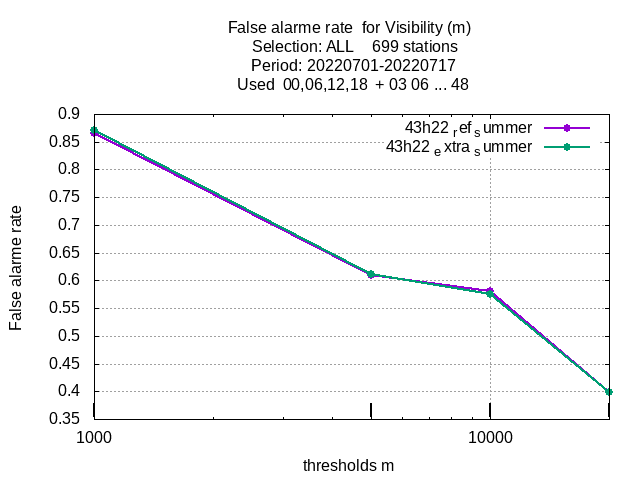 False alarme rate  for Visibility (m)
Selection: ALL    699 stations
Period: 20220701-20220717
Used  00,06,12,18  + 03 06 ... 48
0.9
43h22 ref summer
0.85
43h22 extra summer
0.8
0.75
0.7
0.65
0.6
0.55
0.5
0.45
0.4
0.35
False alarme rate
1000
10000
thresholds m